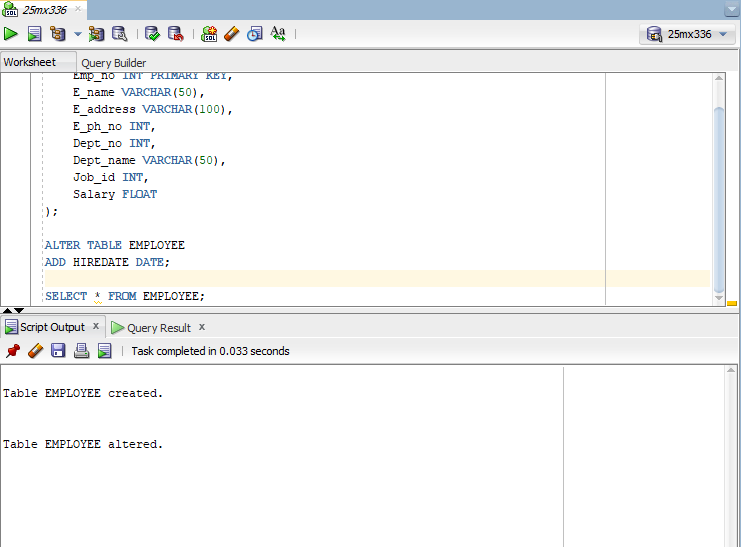 25mx336
25mx336
Worksheet Query Builder
Emp_no INT PRIMARY KEY,
E_name VARCHAR(50),
E_address VARCHAR(100),
E_ph_no INT,
Dept_no INT,
Dept_name VARCHAR(50),
Job_id INT,
Salary FLOAT
);
ALTER TABLE EMPLOYEE
ADD HIREDATE DATE;
SELECT * FROM EMPLOYEE;
Script Output x Query Result x
Task completed in 0.033 seconds
Table EMPLOYEE created.
Table EMPLOYEE altered.